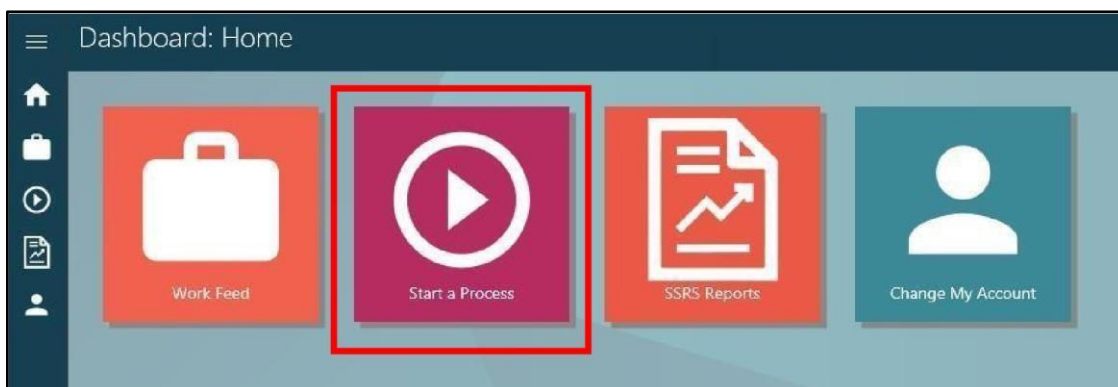 Dashboard: Home
Work Feed
Start a Process
SSRS Reports
Change My Account